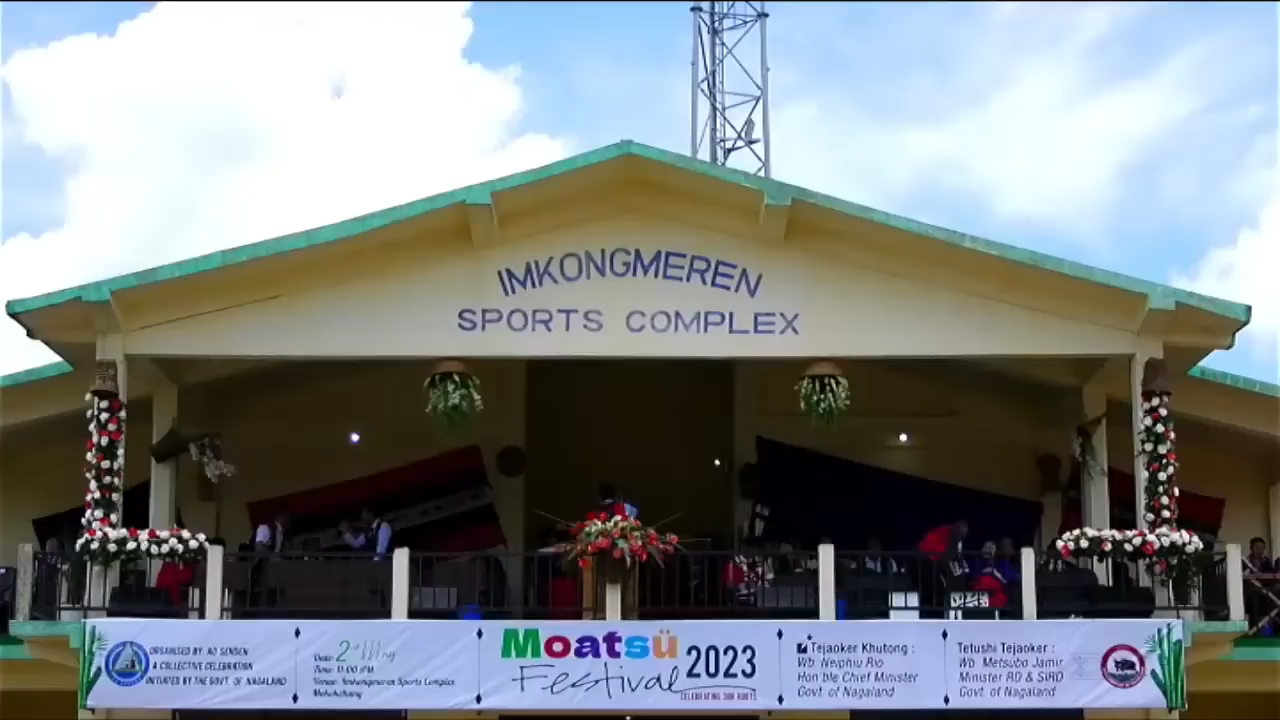 IMKONGMEREN
SPORTS COMPLEX
ORGANISED BY: AO SENDEN
A COLLECTIVE CELEBRATION
INITIATED BY THE GOVT. OF NAGALAND
Date: 2nd May
Time: 11:00 AM
Venue: Imkongmeren Sports Complex
Mokokchung
Moatsü
Festival 2023
CELEBRATING OUR ROOTS
Tejaoker Khutong :
Wb. Neiphiu Rio
Hon'ble Chief Minister
Govt. of Nagaland
Tetushi Tejaoker :
Wb. Metsubo Jamir
Minister RD & SIRD
Govt. of Nagaland